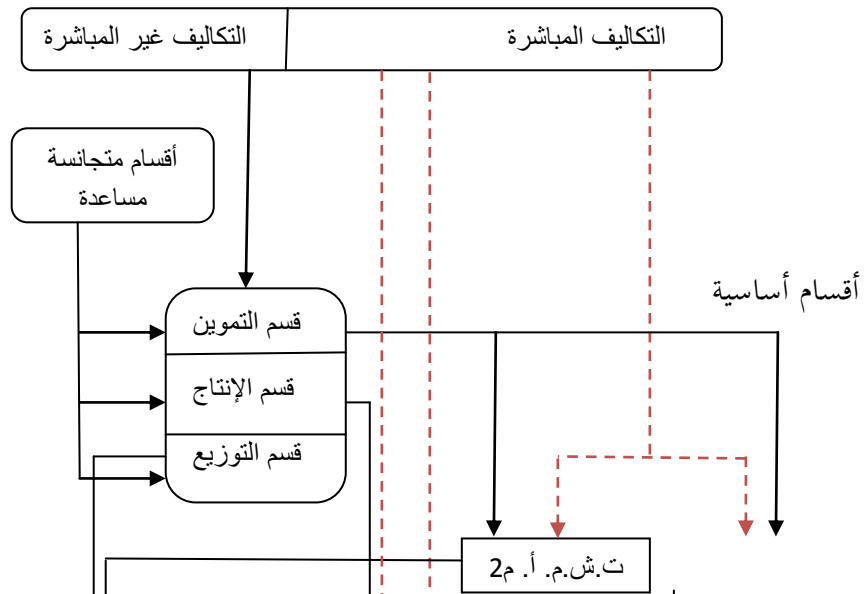 التكاليف المباشرة
التكاليف غير المباشرة
أقسام متجانسة
مساعدة
أقسام أساسية
قسم التموين
قسم الإنتاج
قسم التوزيع
ت.ش.م. أ. م2